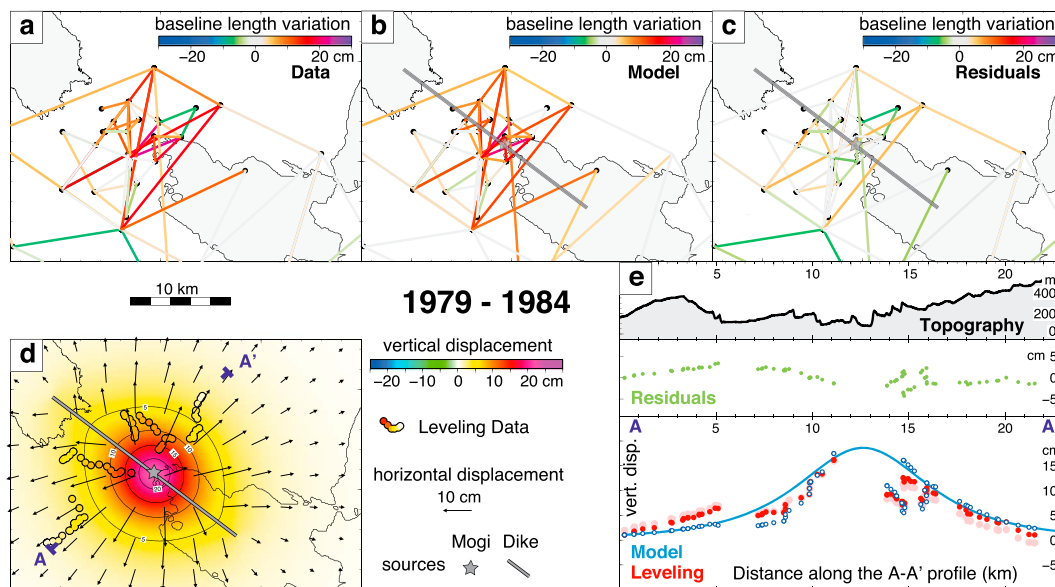 a
baseline length variation
−20
0
20 cm
Data
b
baseline length variation
−20
0
20 cm
Model
c
baseline length variation
−20
0
20 cm
Residuals
10 km
1979 - 1984
d
A'
A
5
10
15
20
5
vertical displacement
−20
−10
0
10
20 cm
Leveling Data
horizontal displacement
10 cm
Mogi Dike
sources
e
5
10
15
20
m
400
200
0
Topography
cm
5
0
−5
Residuals
A
A'
cm
15
10
5
0
−5
vert. disp.
Model
Leveling
Distance along the A-A' profile (km)